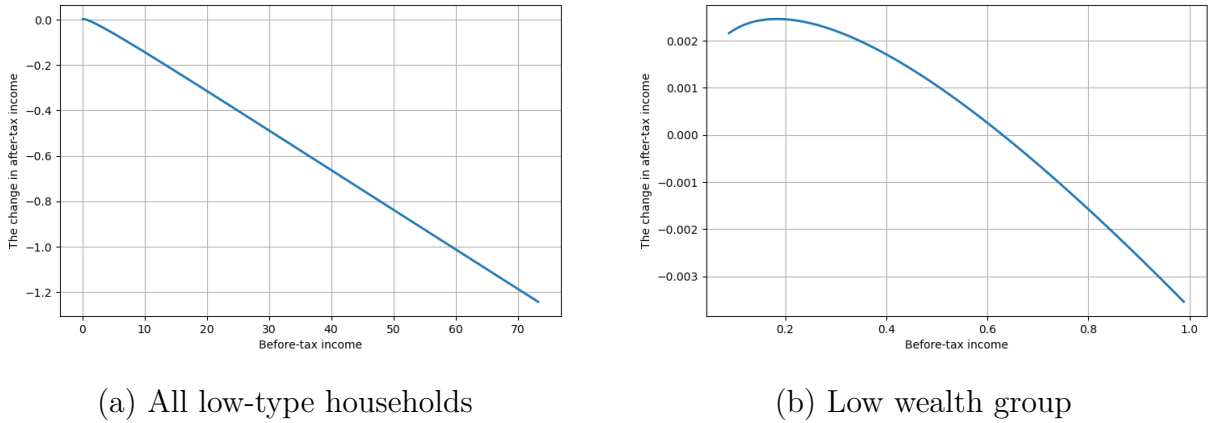 0.0
−0.2
−0.4
−0.6
−0.8
−1.0
−1.2
The change in after-tax income
0 10 20 30 40 50 60 70
Before-tax income
(a) All low-type households
0.002
0.001
0.000
−0.001
−0.002
−0.003
The change in after-tax income
0.2 0.4 0.6 0.8 1.0
Before-tax income
(b) Low wealth group